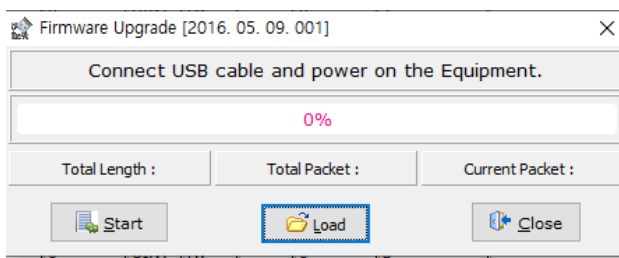 Firmware Upgrade [2016. 05. 09. 001]
Connect USB cable and power on the Equipment.
0%
Total Length : Total Packet : Current Packet :
Start Load Close